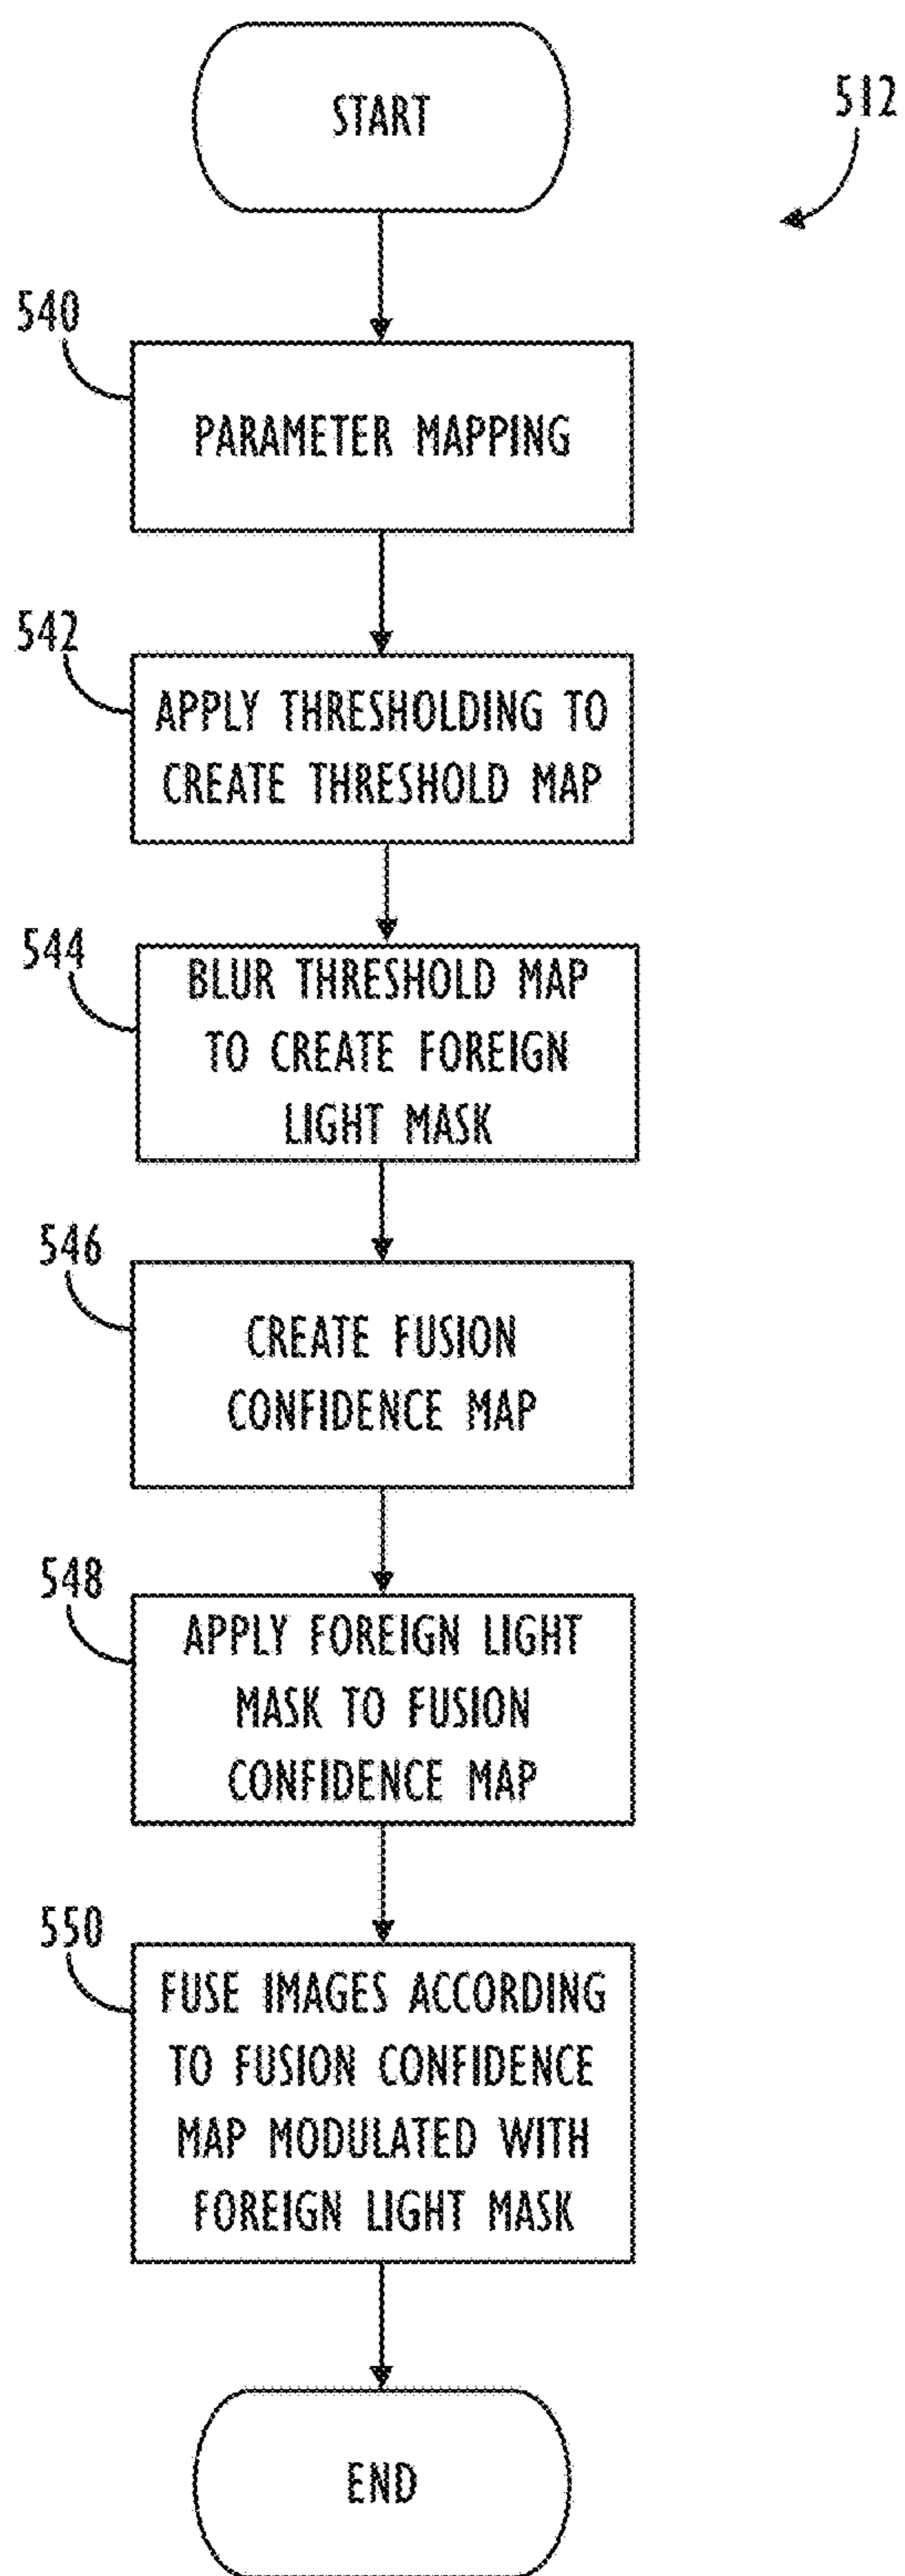 START
512
540
PARAMETER MAPPING
542
APPLY THRESHOLDING TO
CREATE THRESHOLD MAP
544
BLUR THRESHOLD MAP
TO CREATE FOREIGN
LIGHT MASK
546
CREATE FUSION
CONFIDENCE MAP
548
APPLY FOREIGN LIGHT
MASK TO FUSION
CONFIDENCE MAP
550
FUSE IMAGES ACCORDING
TO FUSION CONFIDENCE
MAP MODULATED WITH
FOREIGN LIGHT MASK
END